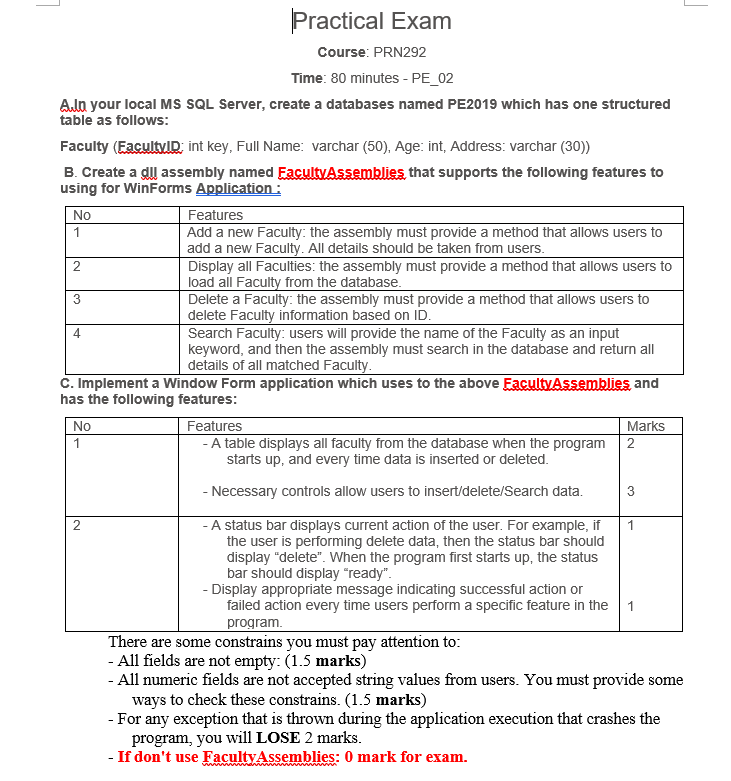 Practical Exam
Course: PRN292
Time: 80 minutes - PE_02
A.In your local MS SQL Server, create a databases named PE2019 which has one structured
table as follows:
Faculty (FacultyID: int key, Full Name: varchar (50), Age: int, Address: varchar (30))
B. Create a dll assembly named FacultyAssemblies that supports the following features to
using for WinForms Application :
No Features
1 Add a new Faculty: the assembly must provide a method that allows users to
add a new Faculty. All details should be taken from users.
2 Display all Faculties: the assembly must provide a method that allows users to
load all Faculty from the database.
3 Delete a Faculty: the assembly must provide a method that allows users to
delete Faculty information based on ID.
4 Search Faculty: users will provide the name of the Faculty as an input
keyword, and then the assembly must search in the database and return all
details of all matched Faculty.
C. Implement a Window Form application which uses to the above FacultyAssemblies and
has the following features:
No Features Marks
1 - A table displays all faculty from the database when the program 2
starts up, and every time data is inserted or deleted.
- Necessary controls allow users to insert/delete/Search data. 3
2 - A status bar displays current action of the user. For example, if 1
the user is performing delete data, then the status bar should
display “delete”. When the program first starts up, the status
bar should display “ready”.
- Display appropriate message indicating successful action or
failed action every time users perform a specific feature in the 1
program.
There are some constrains you must pay attention to:
- All fields are not empty: (1.5 marks)
- All numeric fields are not accepted string values from users. You must provide some
ways to check these constrains. (1.5 marks)
- For any exception that is thrown during the application execution that crashes the
program, you will LOSE 2 marks.
- If don't use FacultyAssemblies: 0 mark for exam.